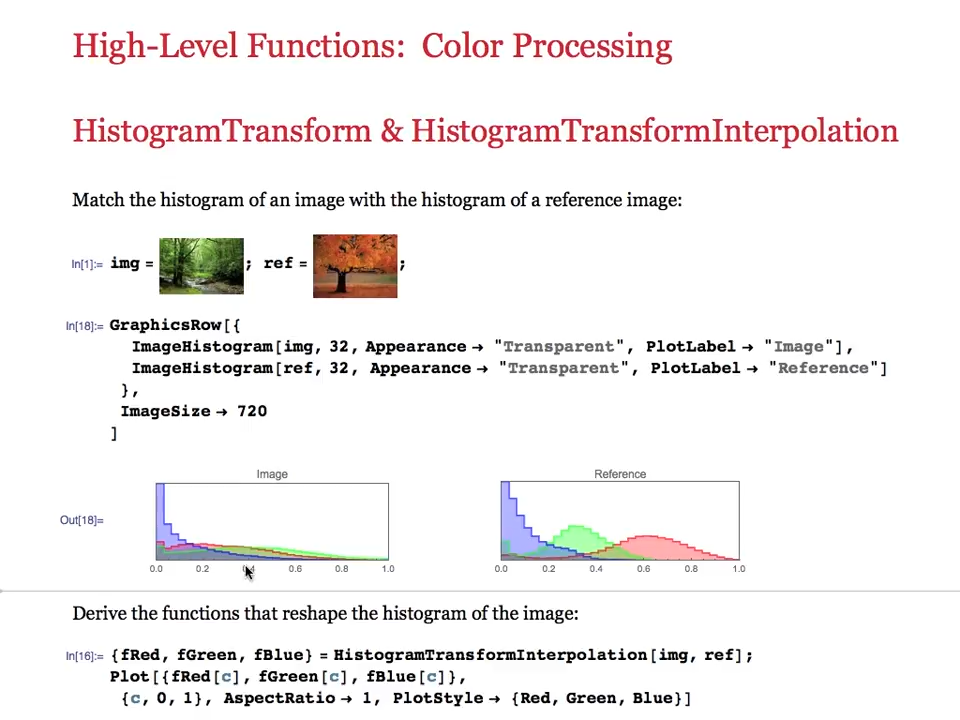 High-Level Functions: Color Processing
HistogramTransform & HistogramTransformInterpolation
Match the histogram of an image with the histogram of a reference image:
In[1]:= img = ; ref = ;
In[18]:= GraphicsRow[{
ImageHistogram[img, 32, Appearance → "Transparent", PlotLabel → "Image"],
ImageHistogram[ref, 32, Appearance → "Transparent", PlotLabel → "Reference"]
},
ImageSize → 720
]
Image Reference
Out[18]=
0.0 0.2 0.6 0.8 1.0 0.0 0.2 0.4 0.6 0.8 1.0
Derive the functions that reshape the histogram of the image:
In[16]:= {fRed, fGreen, fBlue} = HistogramTransformInterpolation[img, ref];
Plot[{fRed[c], fGreen[c], fBlue[c]},
{c, 0, 1}, AspectRatio → 1, PlotStyle → {Red, Green, Blue}]